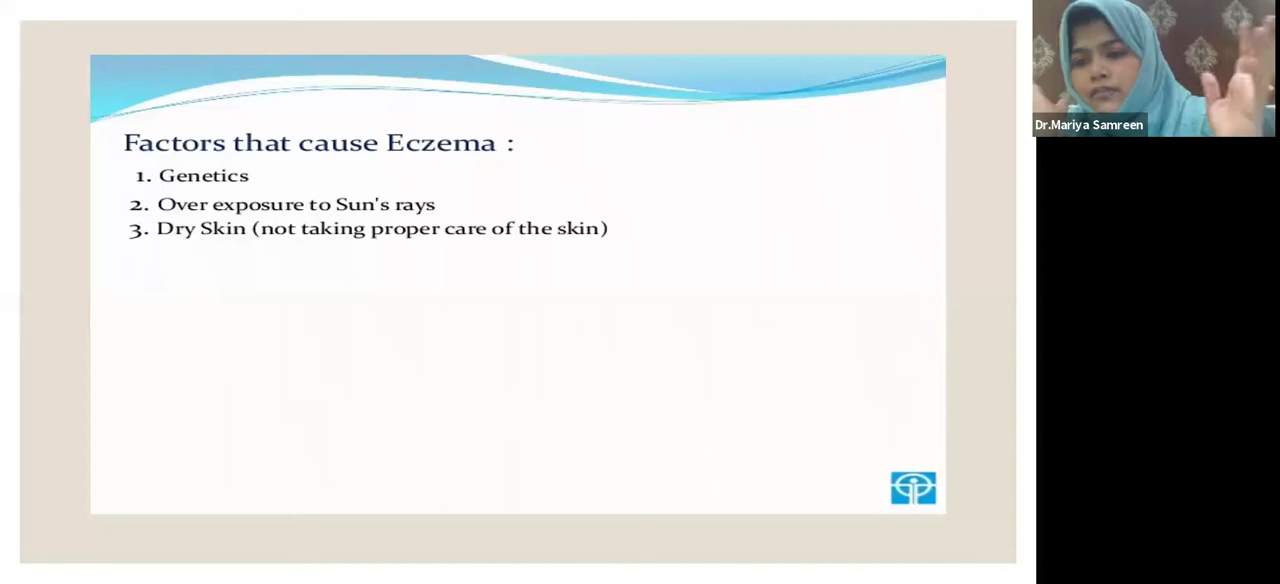 Factors that cause Eczema :
1. Genetics
2. Over exposure to Sun's rays
3. Dry Skin (not taking proper care of the skin)
Dr.Mariya Samreen